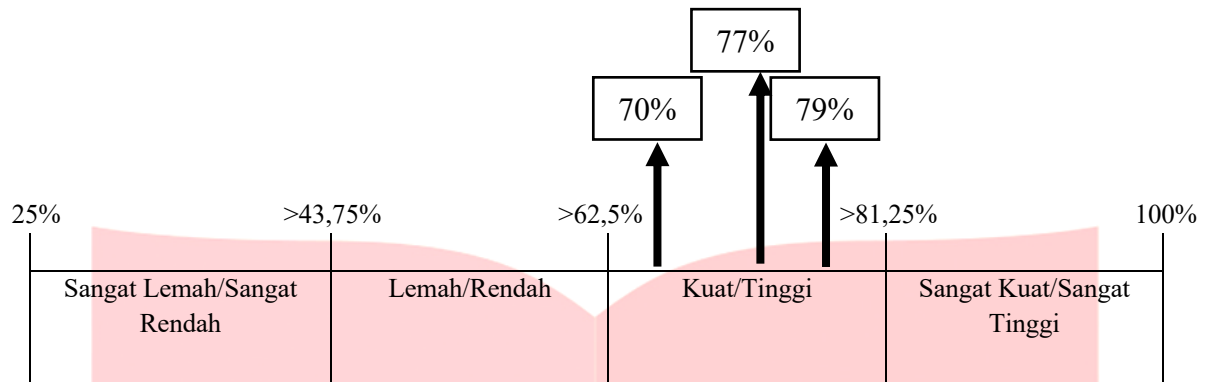 77%
70%
79%
25%
>43,75%
>62,5%
>81,25%
100%
Sangat Lemah/Sangat
Rendah
Lemah/Rendah
Kuat/Tinggi
Sangat Kuat/Sangat
Tinggi